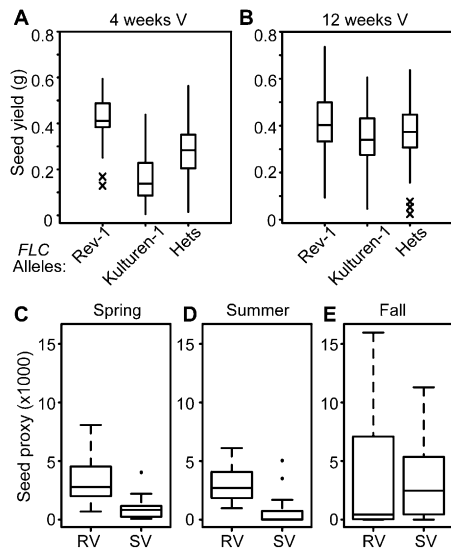 A 4 weeks V
B 12 weeks V
Seed yield (g)
0.8
0.6
0.4
0.2
0
0.8
0.6
0.4
0.2
0
FLC
Alleles:
Rev-1
Kulturen-1
Hets
Rev-1
Kulturen-1
Hets
C Spring
D Summer
E Fall
Seed proxy (x1000)
15
10
5
0
15
10
5
0
15
10
5
0
RV SV
RV SV
RV SV